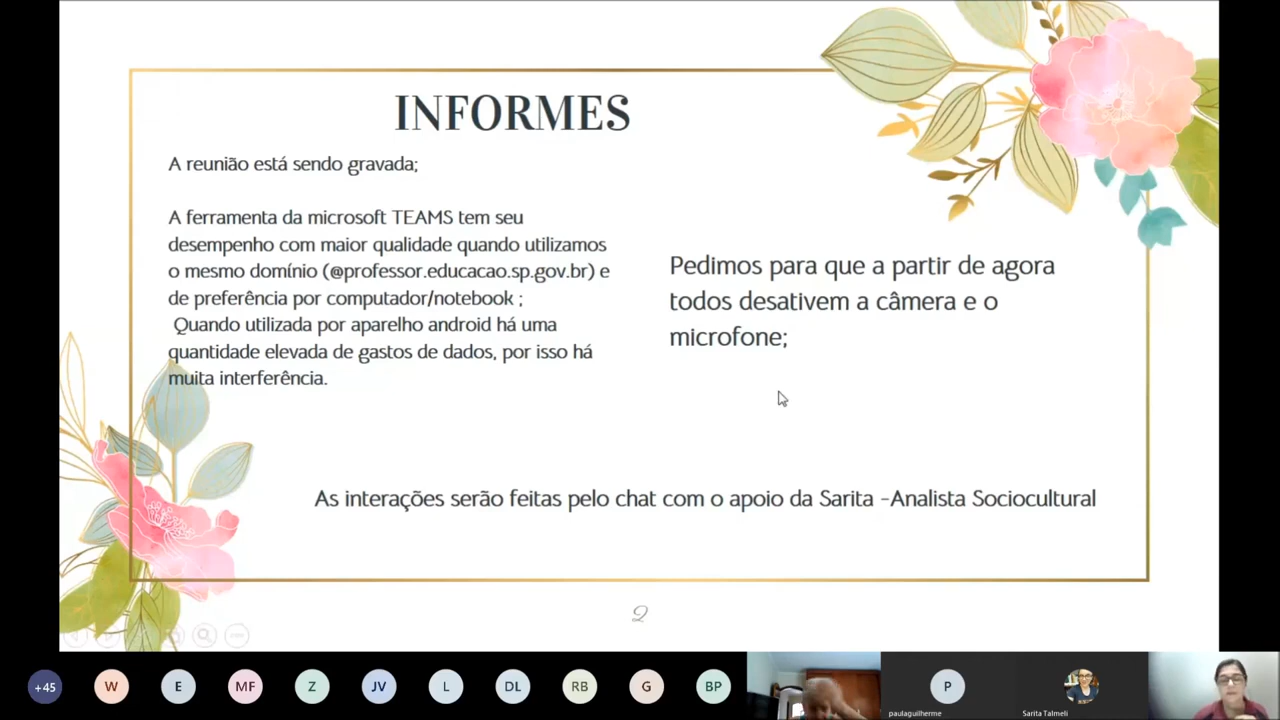 INFORMES
A reunião está sendo gravada;
A ferramenta da microsoft TEAMS tem seu
desempenho com maior qualidade quando utilizamos
o mesmo domínio (@professor.educacao.sp.gov.br) e
de preferência por computador/notebook ;
Quando utilizada por aparelho android há uma
quantidade elevada de gastos de dados, por isso há
muita interferência.
Pedimos para que a partir de agora
todos desativem a câmera e o
microfone;
As interações serão feitas pelo chat com o apoio da Sarita -Analista Sociocultural
2
+45
W
E
MF
Z
JV
L
DL
RB
G
BP
P
paulaguilherme
Sarita Talmeli